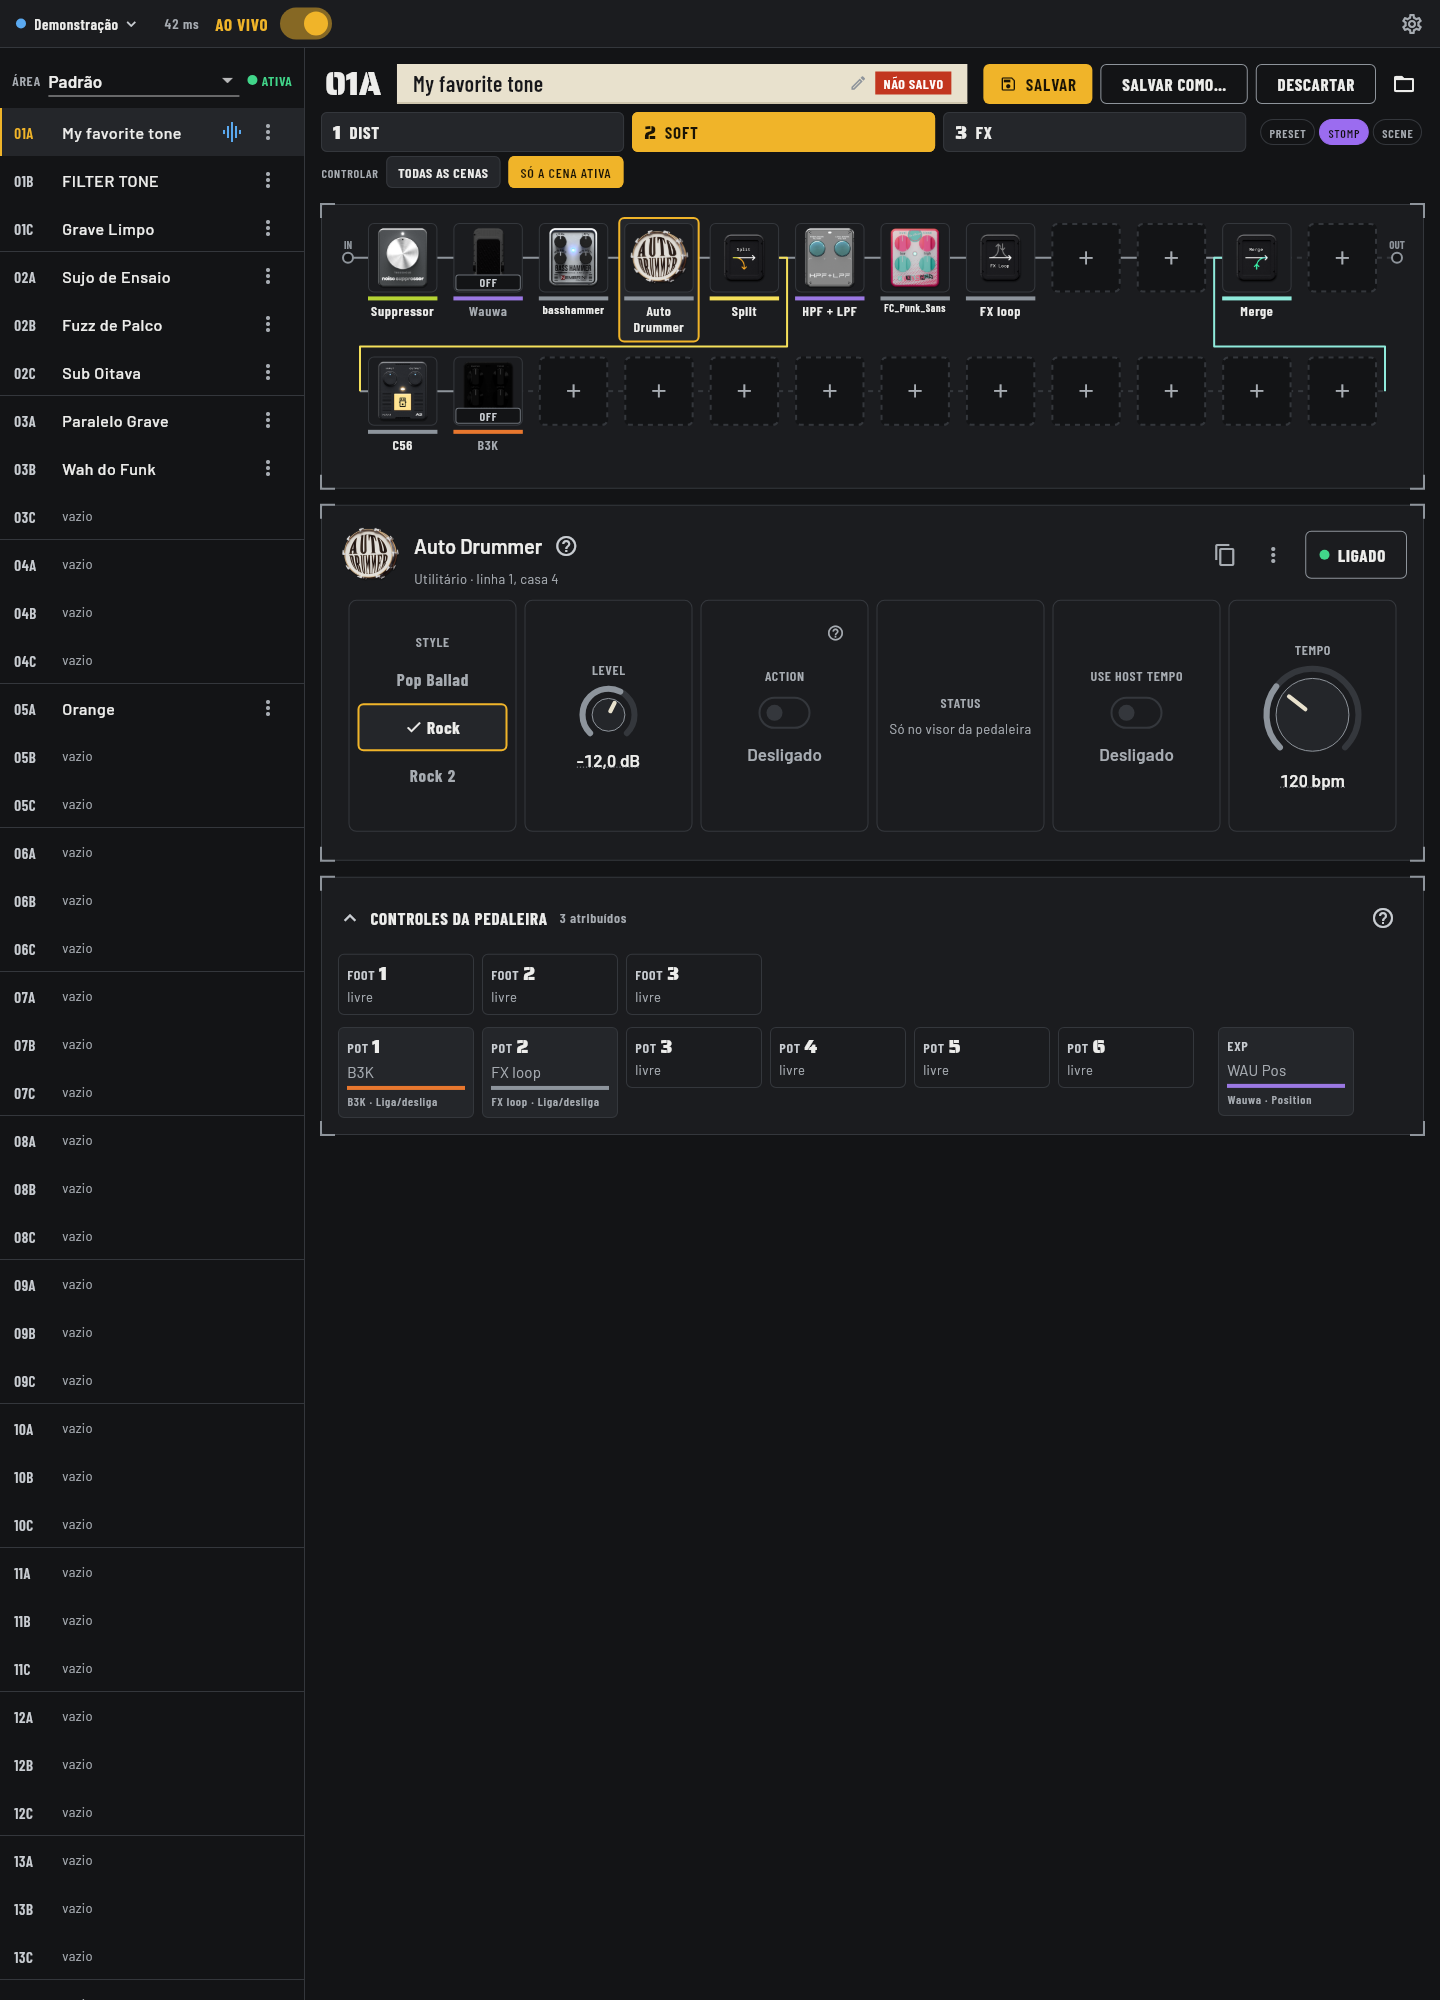 Demonstração
42 ms
AO VIVO
ÁREA
Padrão
ATIVA
01A
My favorite tone
01B
FILTER TONE
01C
Grave Limpo
02A
Sujo de Ensaio
02B
Fuzz de Palco
02C
Sub Oitava
03A
Paralelo Grave
03B
Wah do Funk
03C
vazio
04A
vazio
04B
vazio
04C
vazio
05A
Orange
05B
vazio
05C
vazio
06A
vazio
06B
vazio
06C
vazio
07A
vazio
07B
vazio
07C
vazio
08A
vazio
08B
vazio
08C
vazio
09A
vazio
09B
vazio
09C
vazio
10A
vazio
10B
vazio
10C
vazio
11A
vazio
11B
vazio
11C
vazio
12A
vazio
12B
vazio
12C
vazio
13A
vazio
13B
vazio
13C
vazio
01A
My favorite tone
NÃO SALVO
SALVAR
SALVAR COMO...
DESCARTAR
1 DIST
2 SOFT
3 FX
PRESET
STOMP
SCENE
CONTROLAR
TODAS AS CENAS
SÓ A CENA ATIVA
IN
OFF
AUTO
DRUMMER
Split
HPF+LPF
FX Loop
Merge
OUT
Suppressor
Wauwa
basshammer
Auto
Drummer
Split
HPF + LPF
FC_Punk_Sans
FX loop
Merge
OFF
C56
B3K
AUTO
DRUMMER
Auto Drummer
Utilitário · linha 1, casa 4
LIGADO
STYLE
Pop Ballad
Rock
Rock 2
LEVEL
-12,0 dB
ACTION
Desligado
STATUS
Só no visor da pedaleira
USE HOST TEMPO
Desligado
TEMPO
120 bpm
CONTROLES DA PEDALEIRA
3 atribuídos
FOOT 1
livre
FOOT 2
livre
FOOT 3
livre
POT 1
B3K
B3K · Liga/desliga
POT 2
FX loop
FX loop · Liga/desliga
POT 3
livre
POT 4
livre
POT 5
livre
POT 6
livre
EXP
WAU Pos
Wauwa · Position